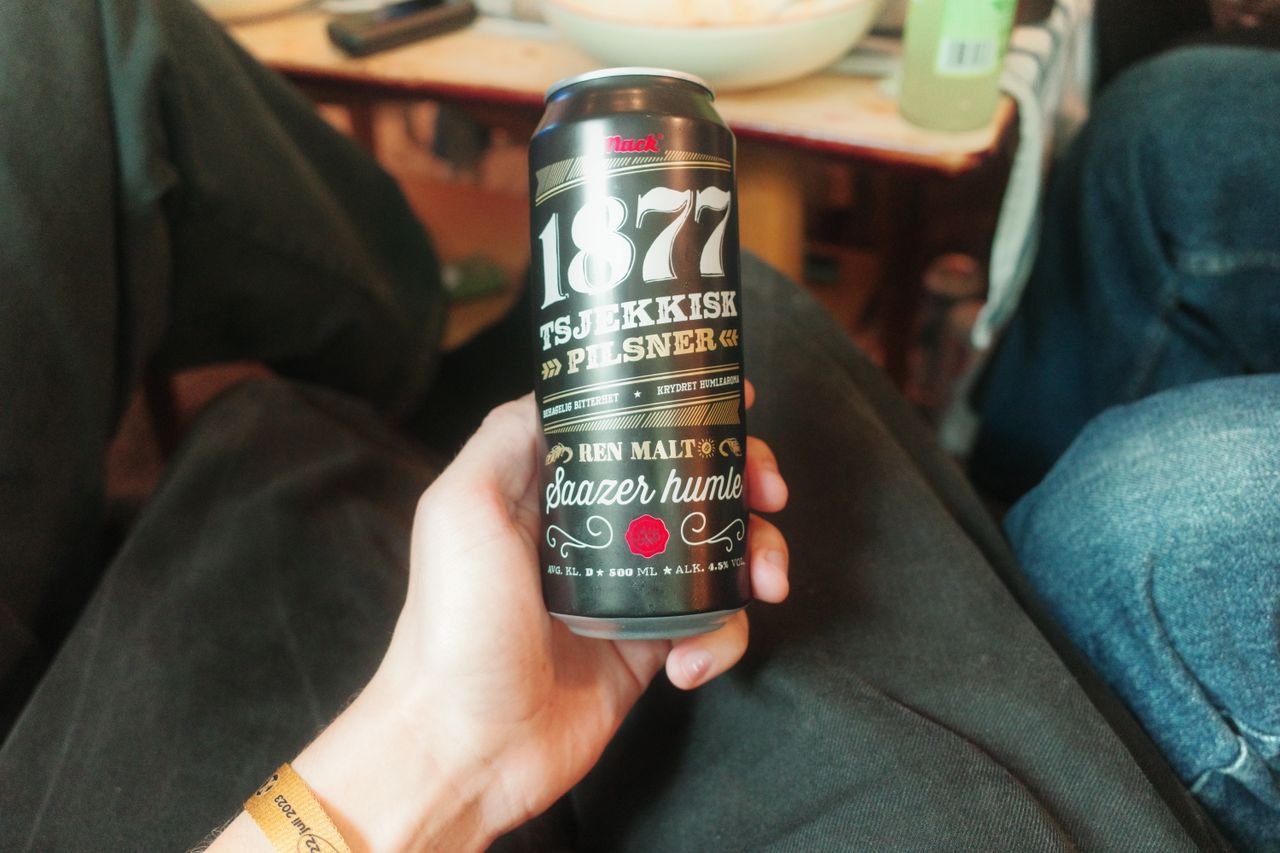 Mack
1877
TSJEKKISK
PILSNER
BEHAGELIG BITTERHET ★ KRYDRET HUMLEAROMA
REN MALT
Saazer humle
AVG. KL. D ★ 500 ML ★ ALK. 4.5% VOL.
22 juli 2023